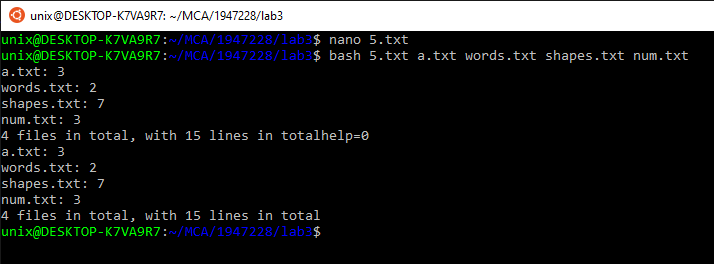 unix@DESKTOP-K7VA9R7: ~/MCA/1947228/lab3
unix@DESKTOP-K7VA9R7:~/MCA/1947228/lab3$ nano 5.txt
unix@DESKTOP-K7VA9R7:~/MCA/1947228/lab3$ bash 5.txt a.txt words.txt shapes.txt num.txt
a.txt: 3
words.txt: 2
shapes.txt: 7
num.txt: 3
4 files in total, with 15 lines in totalhelp=0
a.txt: 3
words.txt: 2
shapes.txt: 7
num.txt: 3
4 files in total, with 15 lines in total
unix@DESKTOP-K7VA9R7:~/MCA/1947228/lab3$